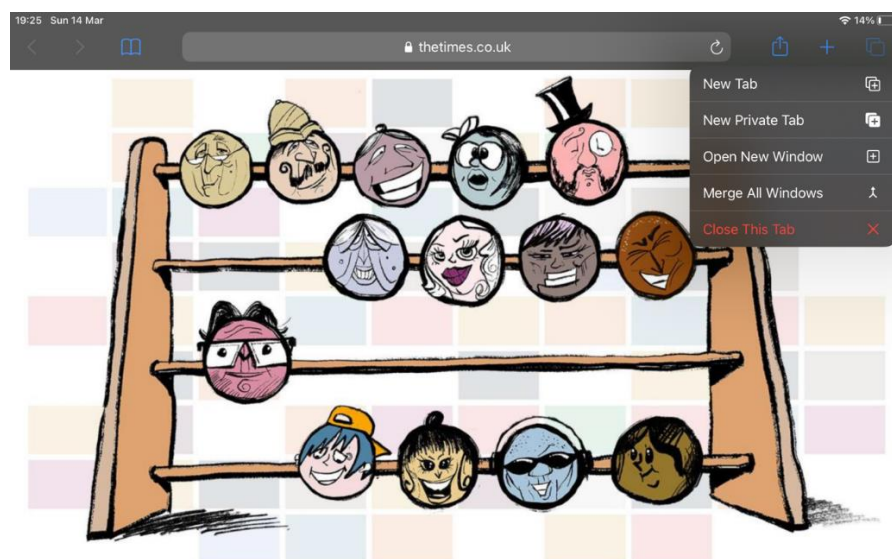 19:25 Sun 14 Mar
14%
thetimes.co.uk
New Tab
New Private Tab
Open New Window
Merge All Windows
Close This Tab